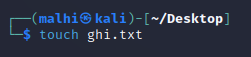 ┌──(malhi㉿kali)-[~/Desktop]
└─$ touch ghi.txt